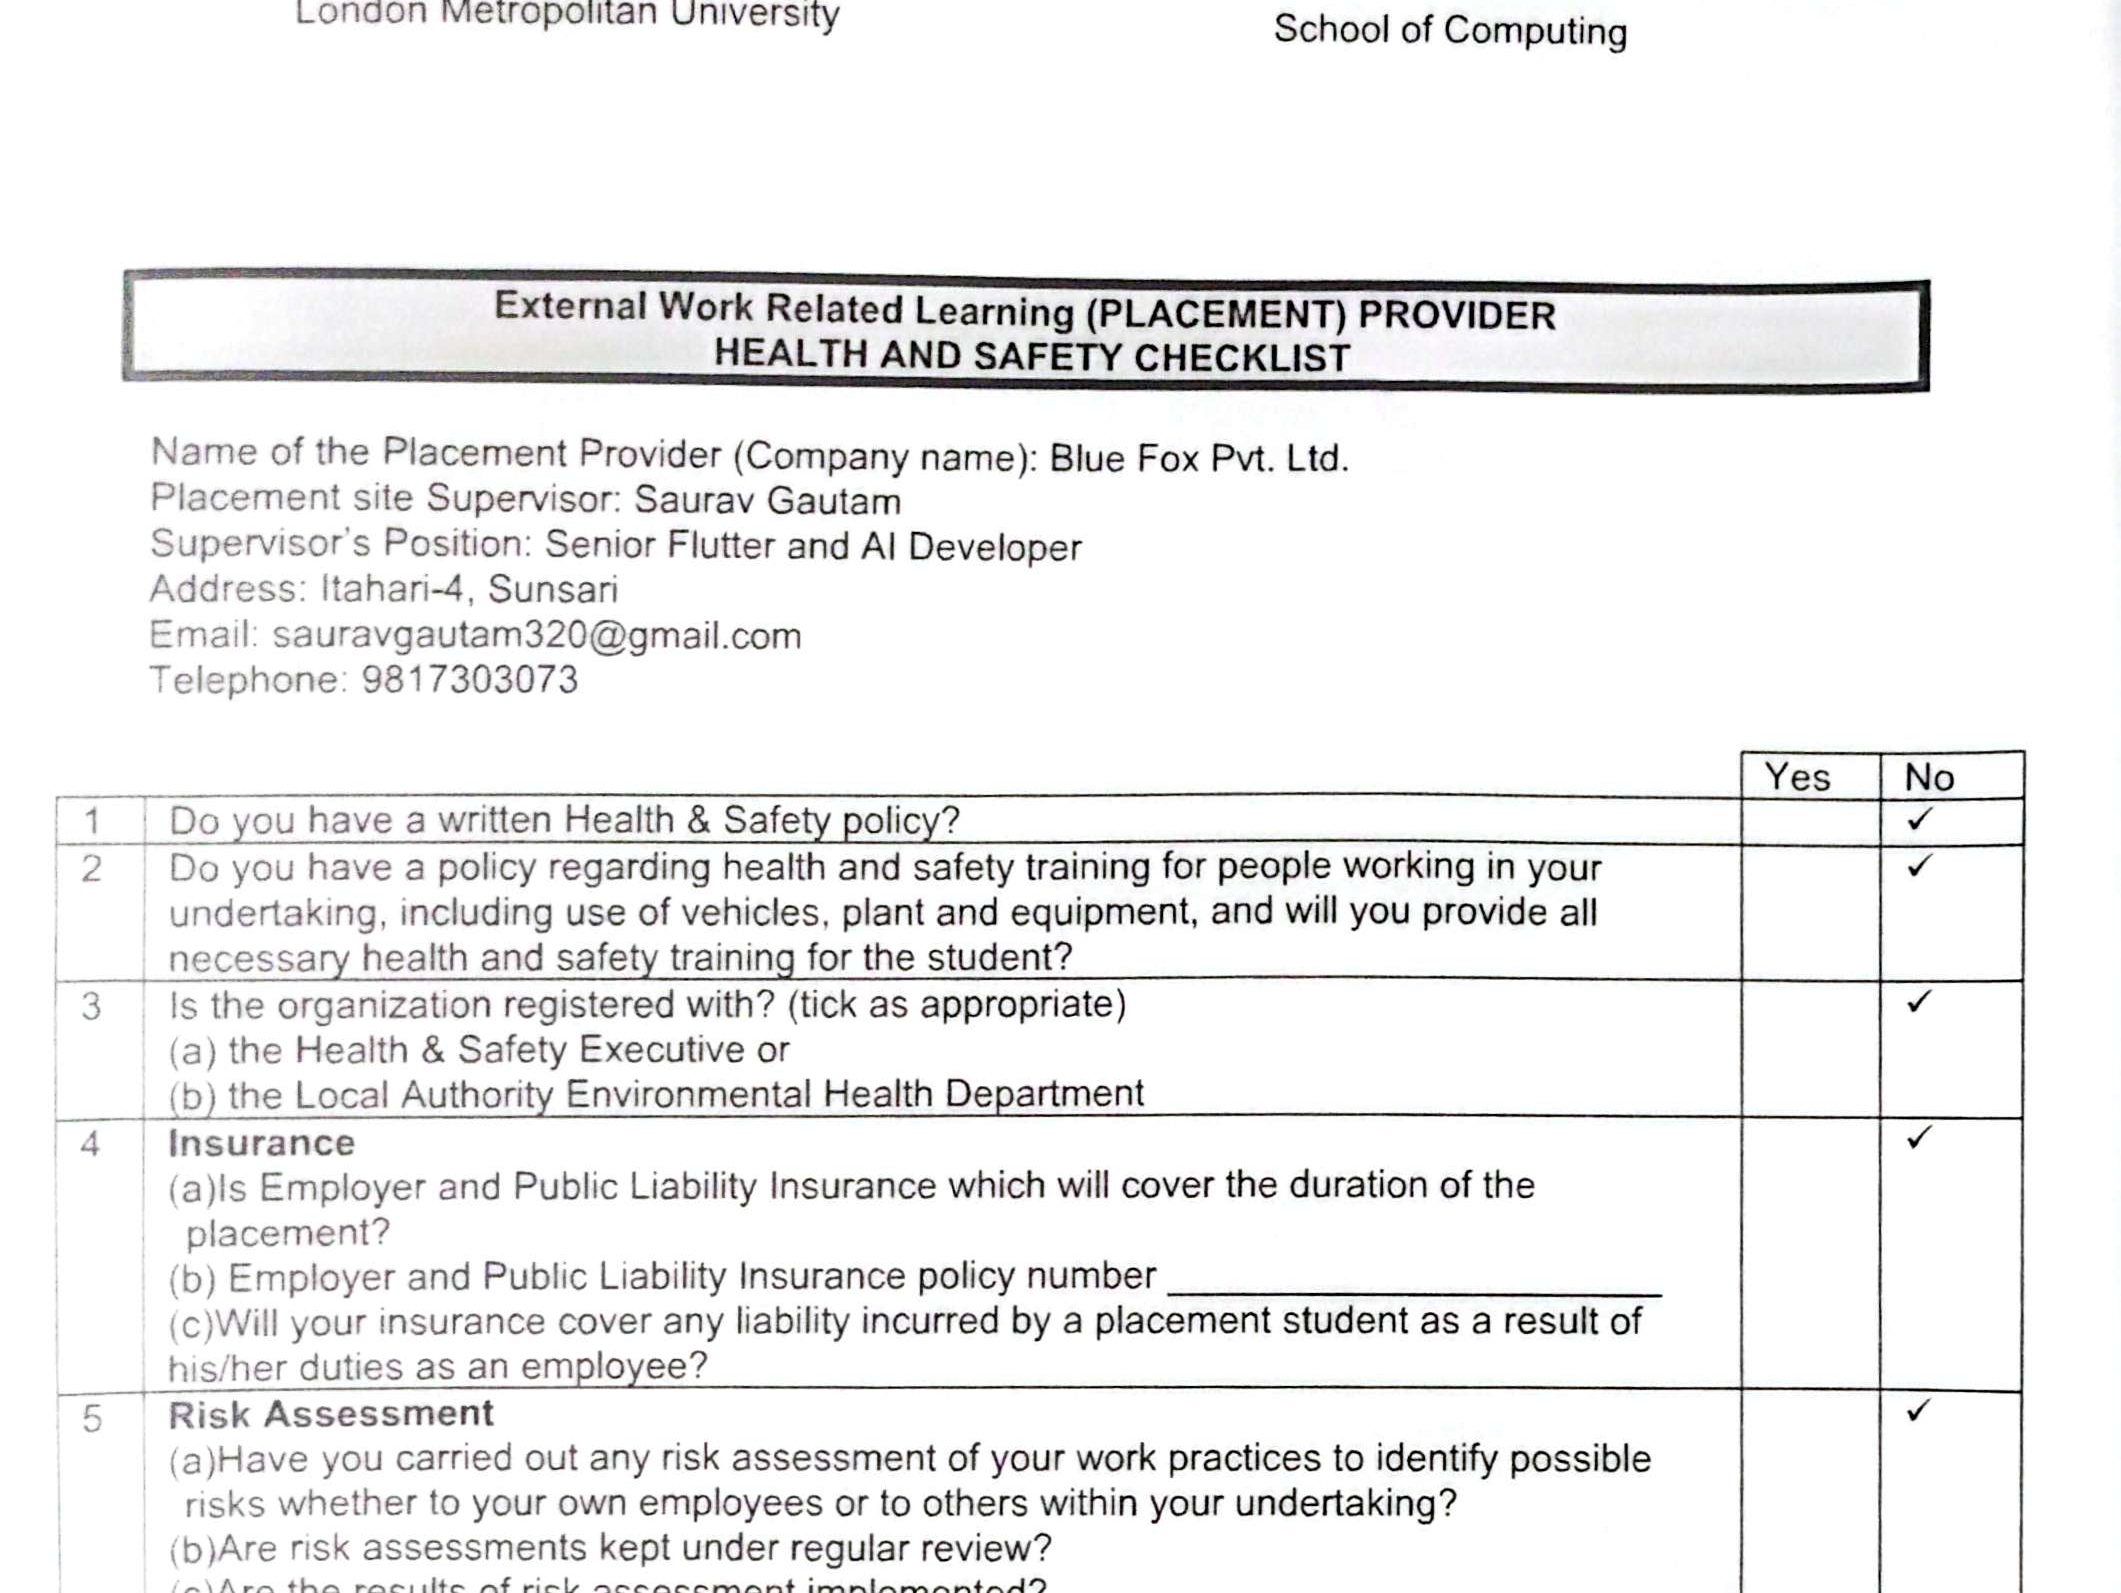 London Metropolitan University
School of Computing
External Work Related Learning (PLACEMENT) PROVIDER
HEALTH AND SAFETY CHECKLIST
Name of the Placement Provider (Company name): Blue Fox Pvt. Ltd.
Placement site Supervisor: Saurav Gautam
Supervisor's Position: Senior Flutter and AI Developer
Address: Itahari-4, Sunsari
Email: sauravgautam320@gmail.com
Telephone: 9817303073
Yes No
1 Do you have a written Health & Safety policy? ✓
2 Do you have a policy regarding health and safety training for people working in your ✓
undertaking, including use of vehicles, plant and equipment, and will you provide all
necessary health and safety training for the student?
3 Is the organization registered with? (tick as appropriate) ✓
(a) the Health & Safety Executive or
(b) the Local Authority Environmental Health Department
4 Insurance ✓
(a)Is Employer and Public Liability Insurance which will cover the duration of the
placement?
(b) Employer and Public Liability Insurance policy number
(c)Will your insurance cover any liability incurred by a placement student as a result of
his/her duties as an employee?
5 Risk Assessment ✓
(a)Have you carried out any risk assessment of your work practices to identify possible
risks whether to your own employees or to others within your undertaking?
(b)Are risk assessments kept under regular review?
(c)Are the results of risk assessment implemented?